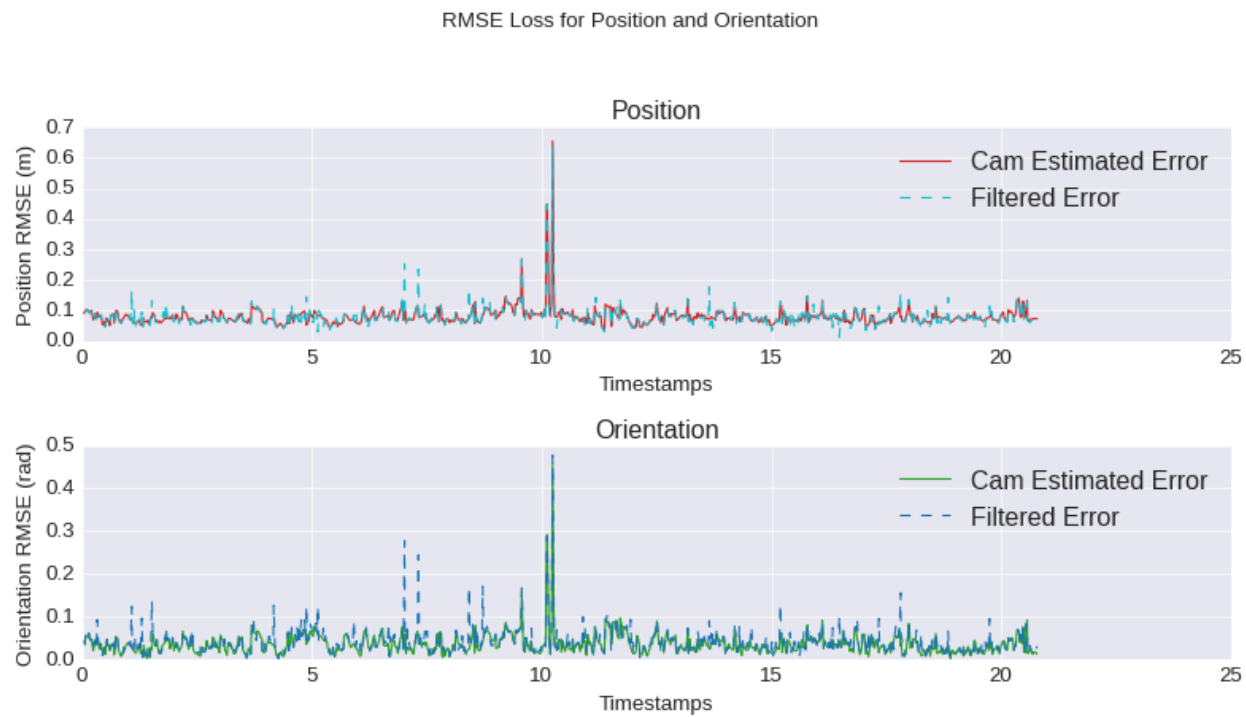 RMSE Loss for Position and Orientation
Position
Position RMSE (m)
0.7
0.6
0.5
0.4
0.3
0.2
0.1
0.0
Cam Estimated Error
Filtered Error
0 5 10 15 20 25
Timestamps
Orientation
Orientation RMSE (rad)
0.5
0.4
0.3
0.2
0.1
0.0
Cam Estimated Error
Filtered Error
0 5 10 15 20 25
Timestamps